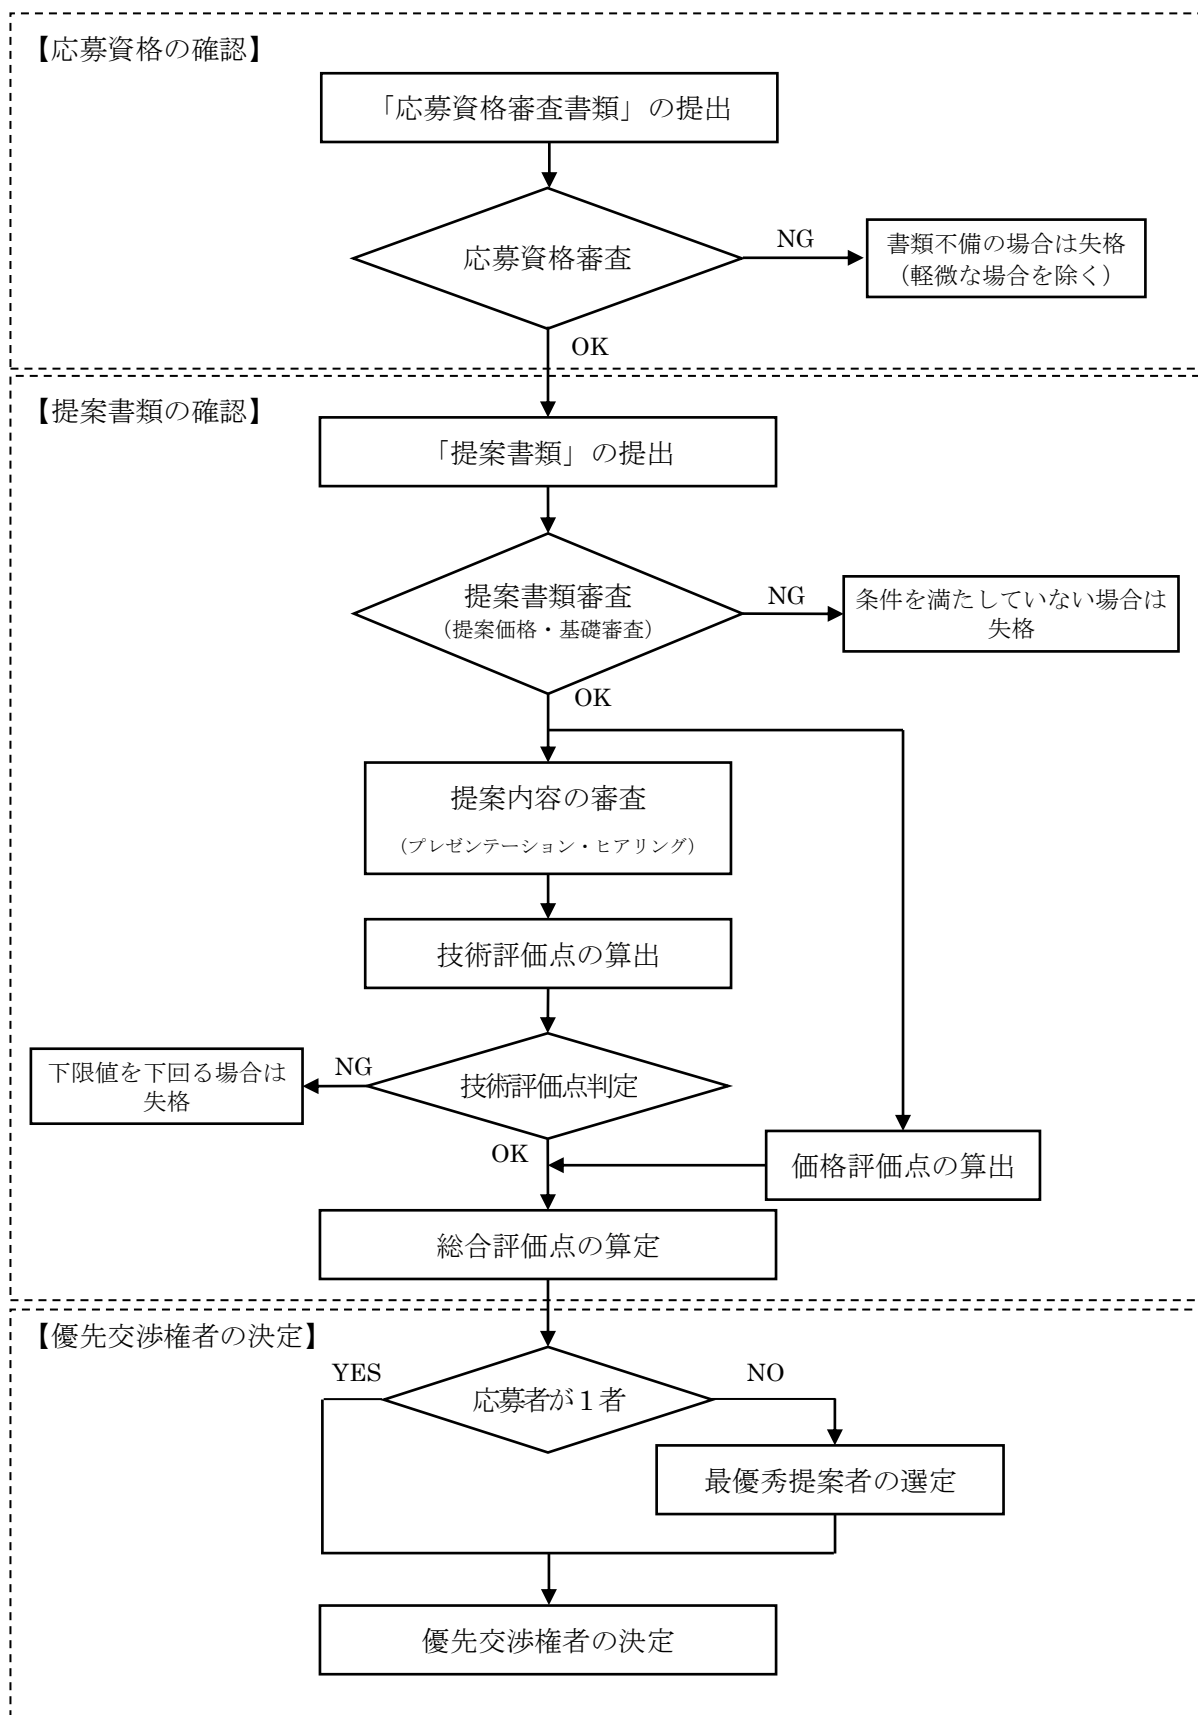 【応募資格の確認】
「応募資格審査書類」の提出
応募資格審査
NG
書類不備の場合は失格
（軽微な場合を除く）
OK
【提案書類の確認】
「提案書類」の提出
提案書類審査
（提案価格・基礎審査）
NG
条件を満たしていない場合は
失格
OK
提案内容の審査
（プレゼンテーション・ヒアリング）
技術評価点の算出
技術評価点判定
NG
下限値を下回る場合は
失格
OK
価格評価点の算出
総合評価点の算定
【優先交渉権者の決定】
YES
応募者が１者
NO
最優秀提案者の選定
優先交渉権者の決定